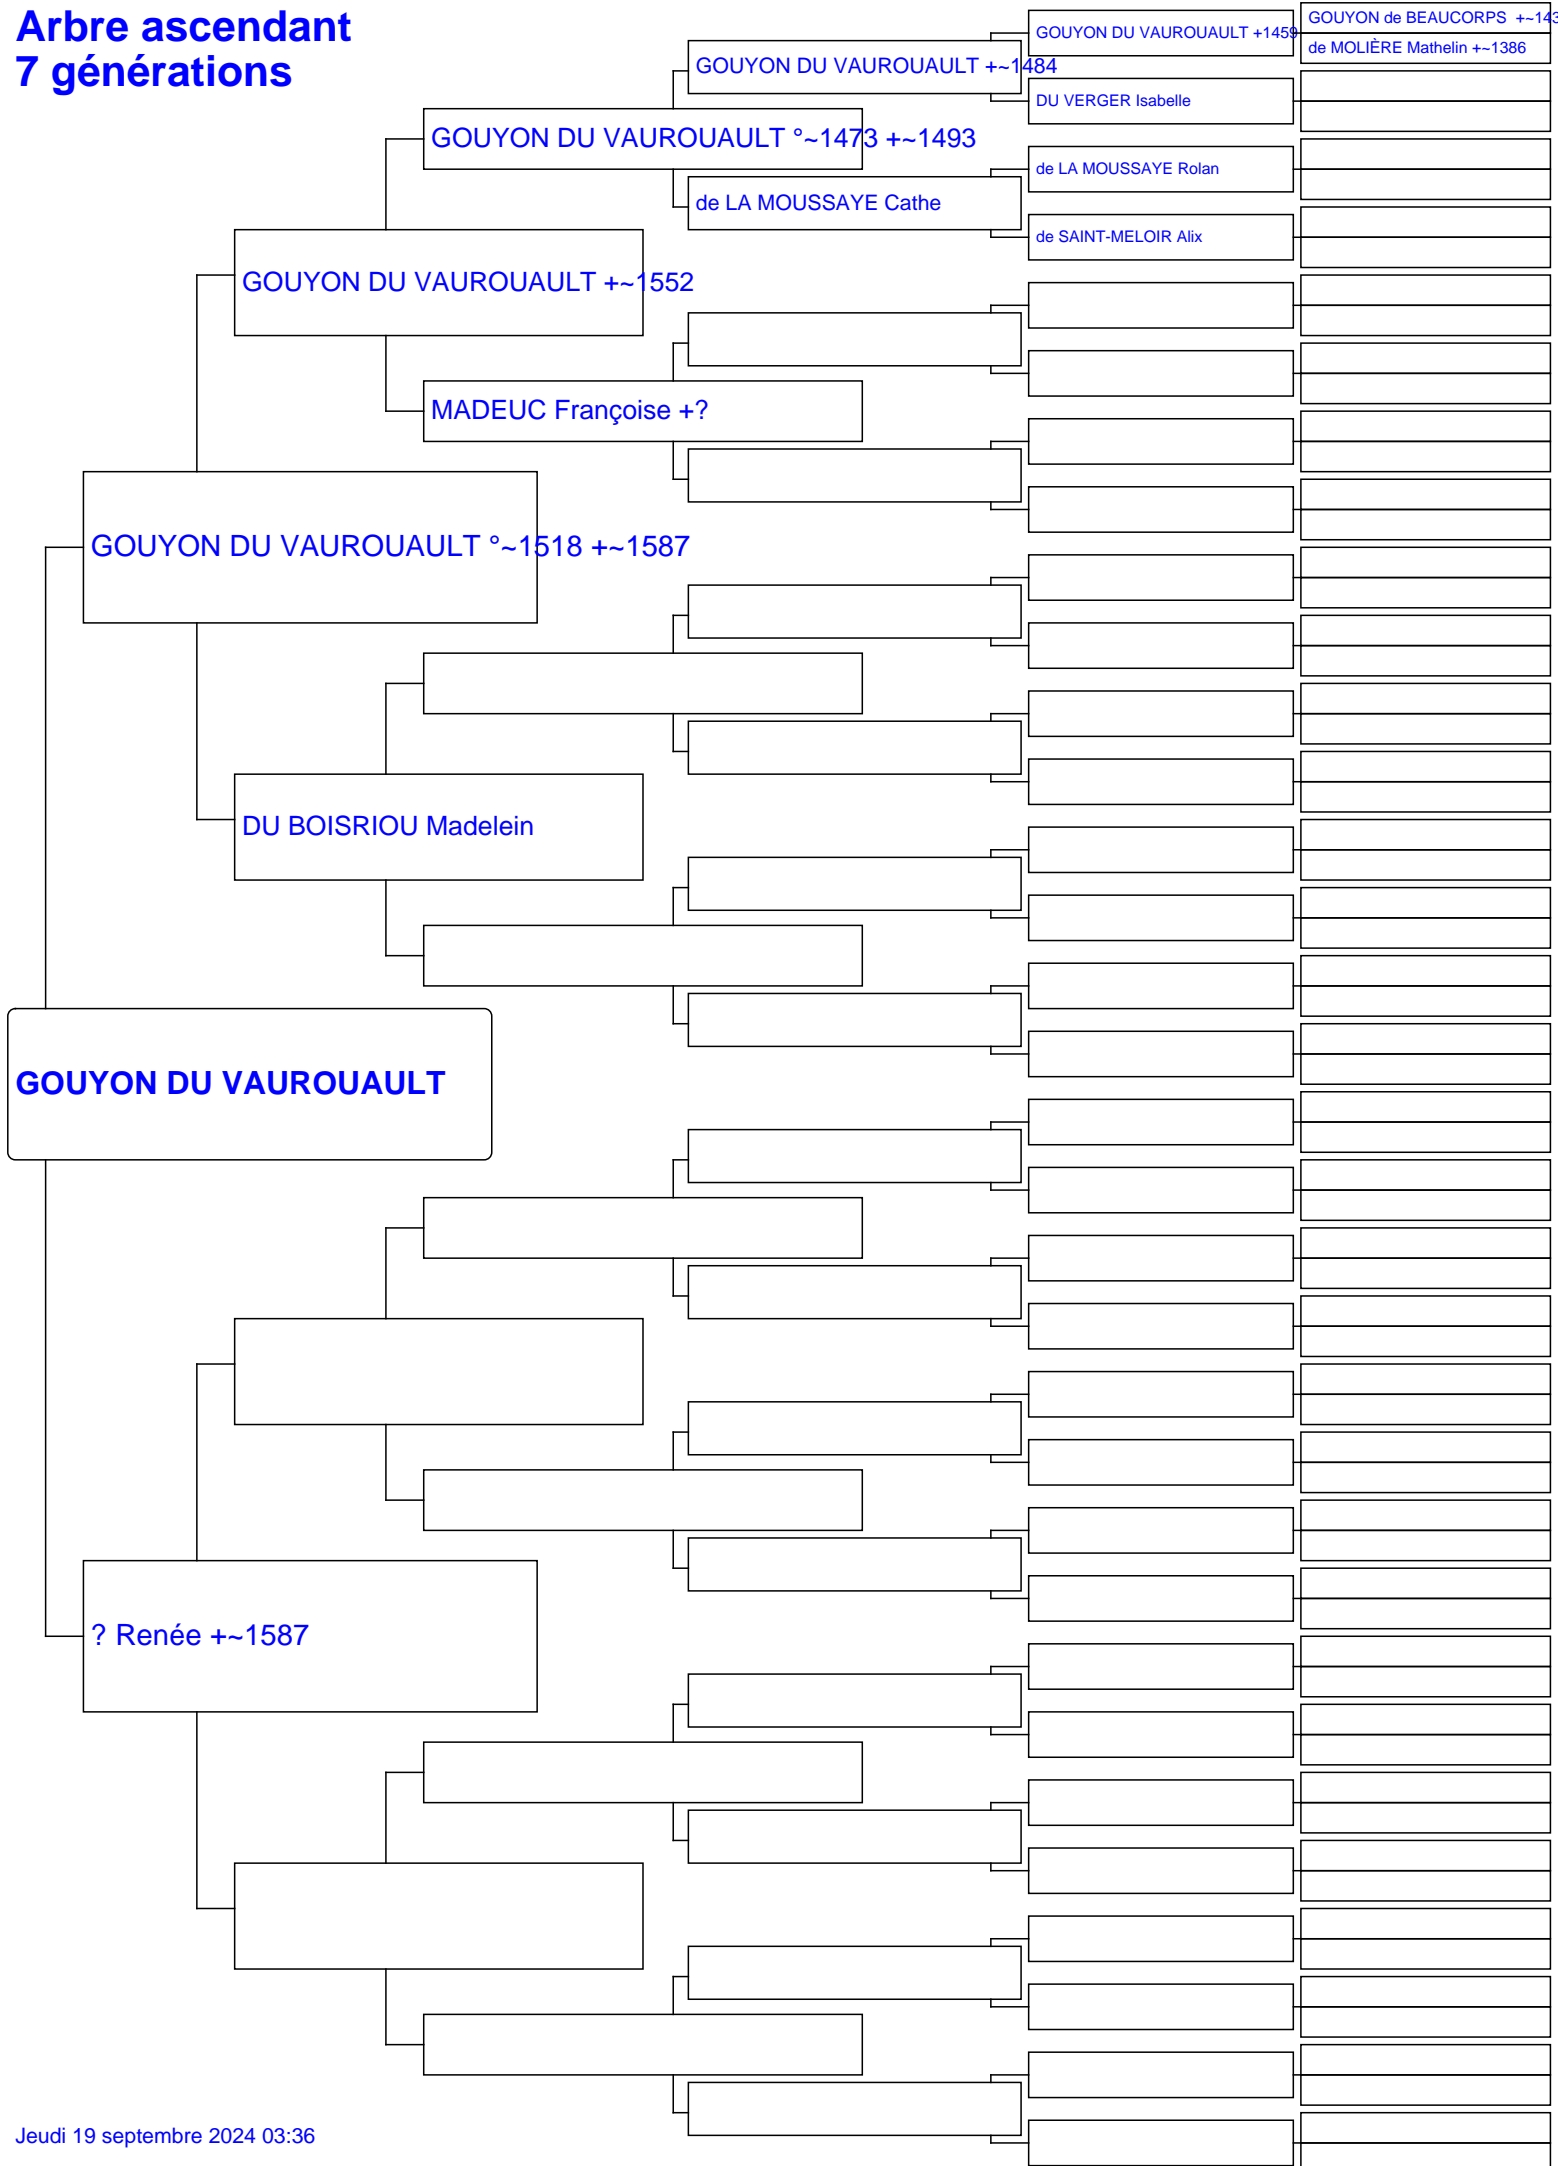 Arbre ascendant
7 générations
GOUYON DU VAUROUAULT +1459
GOUYON de BEAUCORPS +~143
de MOLIÈRE Mathelin +~1386
GOUYON DU VAUROUAULT +~1484
DU VERGER Isabelle
GOUYON DU VAUROUAULT °~1473 +~1493
de LA MOUSSAYE Rolan
de LA MOUSSAYE Cathe
de SAINT-MELOIR Alix
GOUYON DU VAUROUAULT +~1552
MADEUC Françoise +?
GOUYON DU VAUROUAULT °~1518 +~1587
DU BOISRIOU Madelein
GOUYON DU VAUROUAULT
? Renée +~1587
Jeudi 19 septembre 2024 03:36